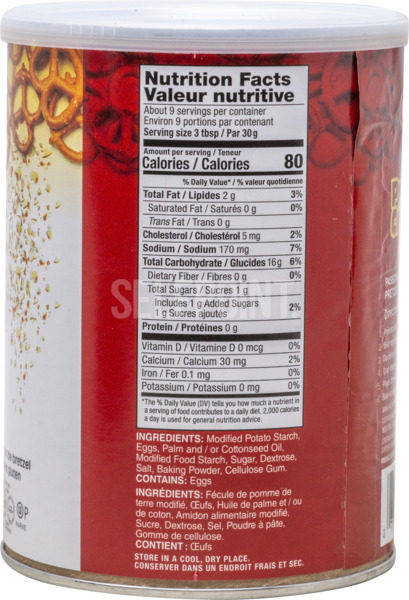 Nutrition Facts
Valeur nutritive
About 9 servings per container
Environ 9 portions par contenant
Serving size 3 tbsp / Par 30g
Amount per serving / Teneur
Calories / Calories 80
% Daily Value* / % valeur quotidienne
Total Fat / Lipides 2 g 3%
Saturated Fat / Saturés 0 g 0%
Trans Fat / Trans 0 g
Cholesterol / Cholestérol 5 mg 2%
Sodium / Sodium 170 mg 7%
Total Carbohydrate / Glucides 16g 6%
Dietary Fiber / Fibres 0 g 0%
Total Sugars / Sucres 1 g
Includes 1 g Added Sugars
1 g Sucres ajoutés 2%
Protein / Protéines 0 g
Vitamin D / Vitamine D 0 mcg 0%
Calcium / Calcium 30 mg 2%
Iron / Fer 0.1 mg 0%
Potassium / Potassium 0 mg 0%
*The % Daily Value (DV) tells you how much a nutrient in
a serving of food contributes to a daily diet. 2,000 calories
a day is used for general nutrition advice.
INGREDIENTS: Modified Potato Starch,
Eggs, Palm and / or Cottonseed Oil,
Modified Food Starch, Sugar, Dextrose,
Salt, Baking Powder, Cellulose Gum.
CONTAINS: Eggs
INGRÉDIENTS: Fécule de pomme de
terre modifié, Œufs, Huile de palme et / ou
de coton, Amidon alimentaire modifié,
Sucre, Dextrose, Sel, Poudre à pâte,
Gomme de cellulose.
CONTIENT : Œufs
STORE IN A COOL, DRY PLACE.
CONSERVER DANS UN ENDROIT FRAIS ET SEC.
de bretzel
gluten
PARVE